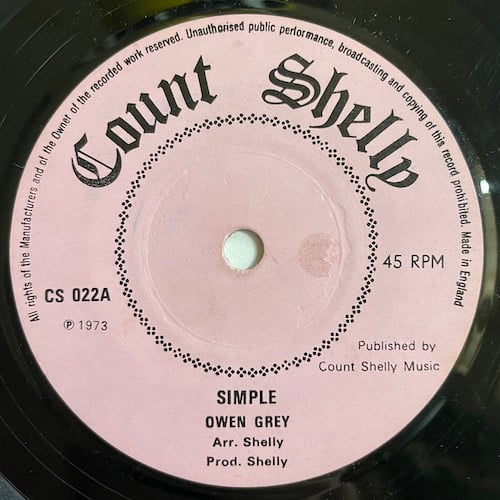 All rights of the Manufacturers and of the Owner of the recorded work reserved. Unauthorised public performance, broadcasting and copying of this record prohibited. Made in England
Count Shelly
CS 022A
℗ 1973
45 RPM
Published by
Count Shelly Music
SIMPLE
OWEN GREY
Arr. Shelly
Prod. Shelly